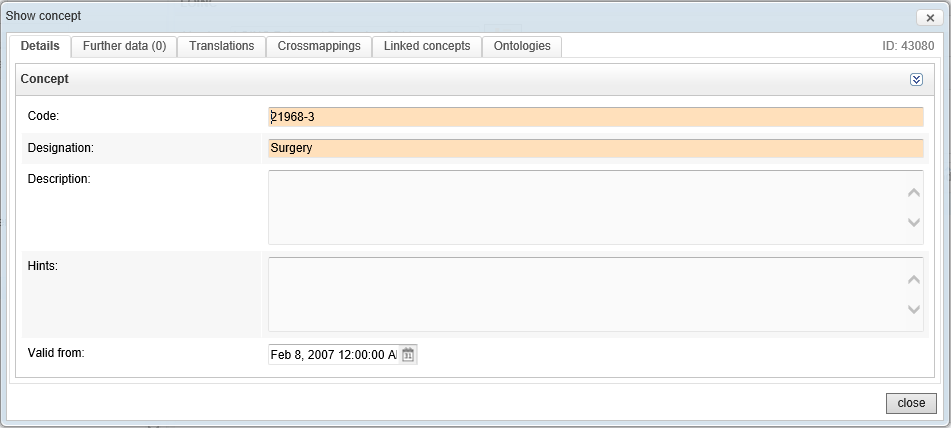 Show concept
Details Further data (0) Translations Crossmappings Linked concepts Ontologies ID: 43080
Concept
Code: 21968-3
Designation: Surgery
Description:
Hints:
Valid from: Feb 8, 2007 12:00:00 A
31
close